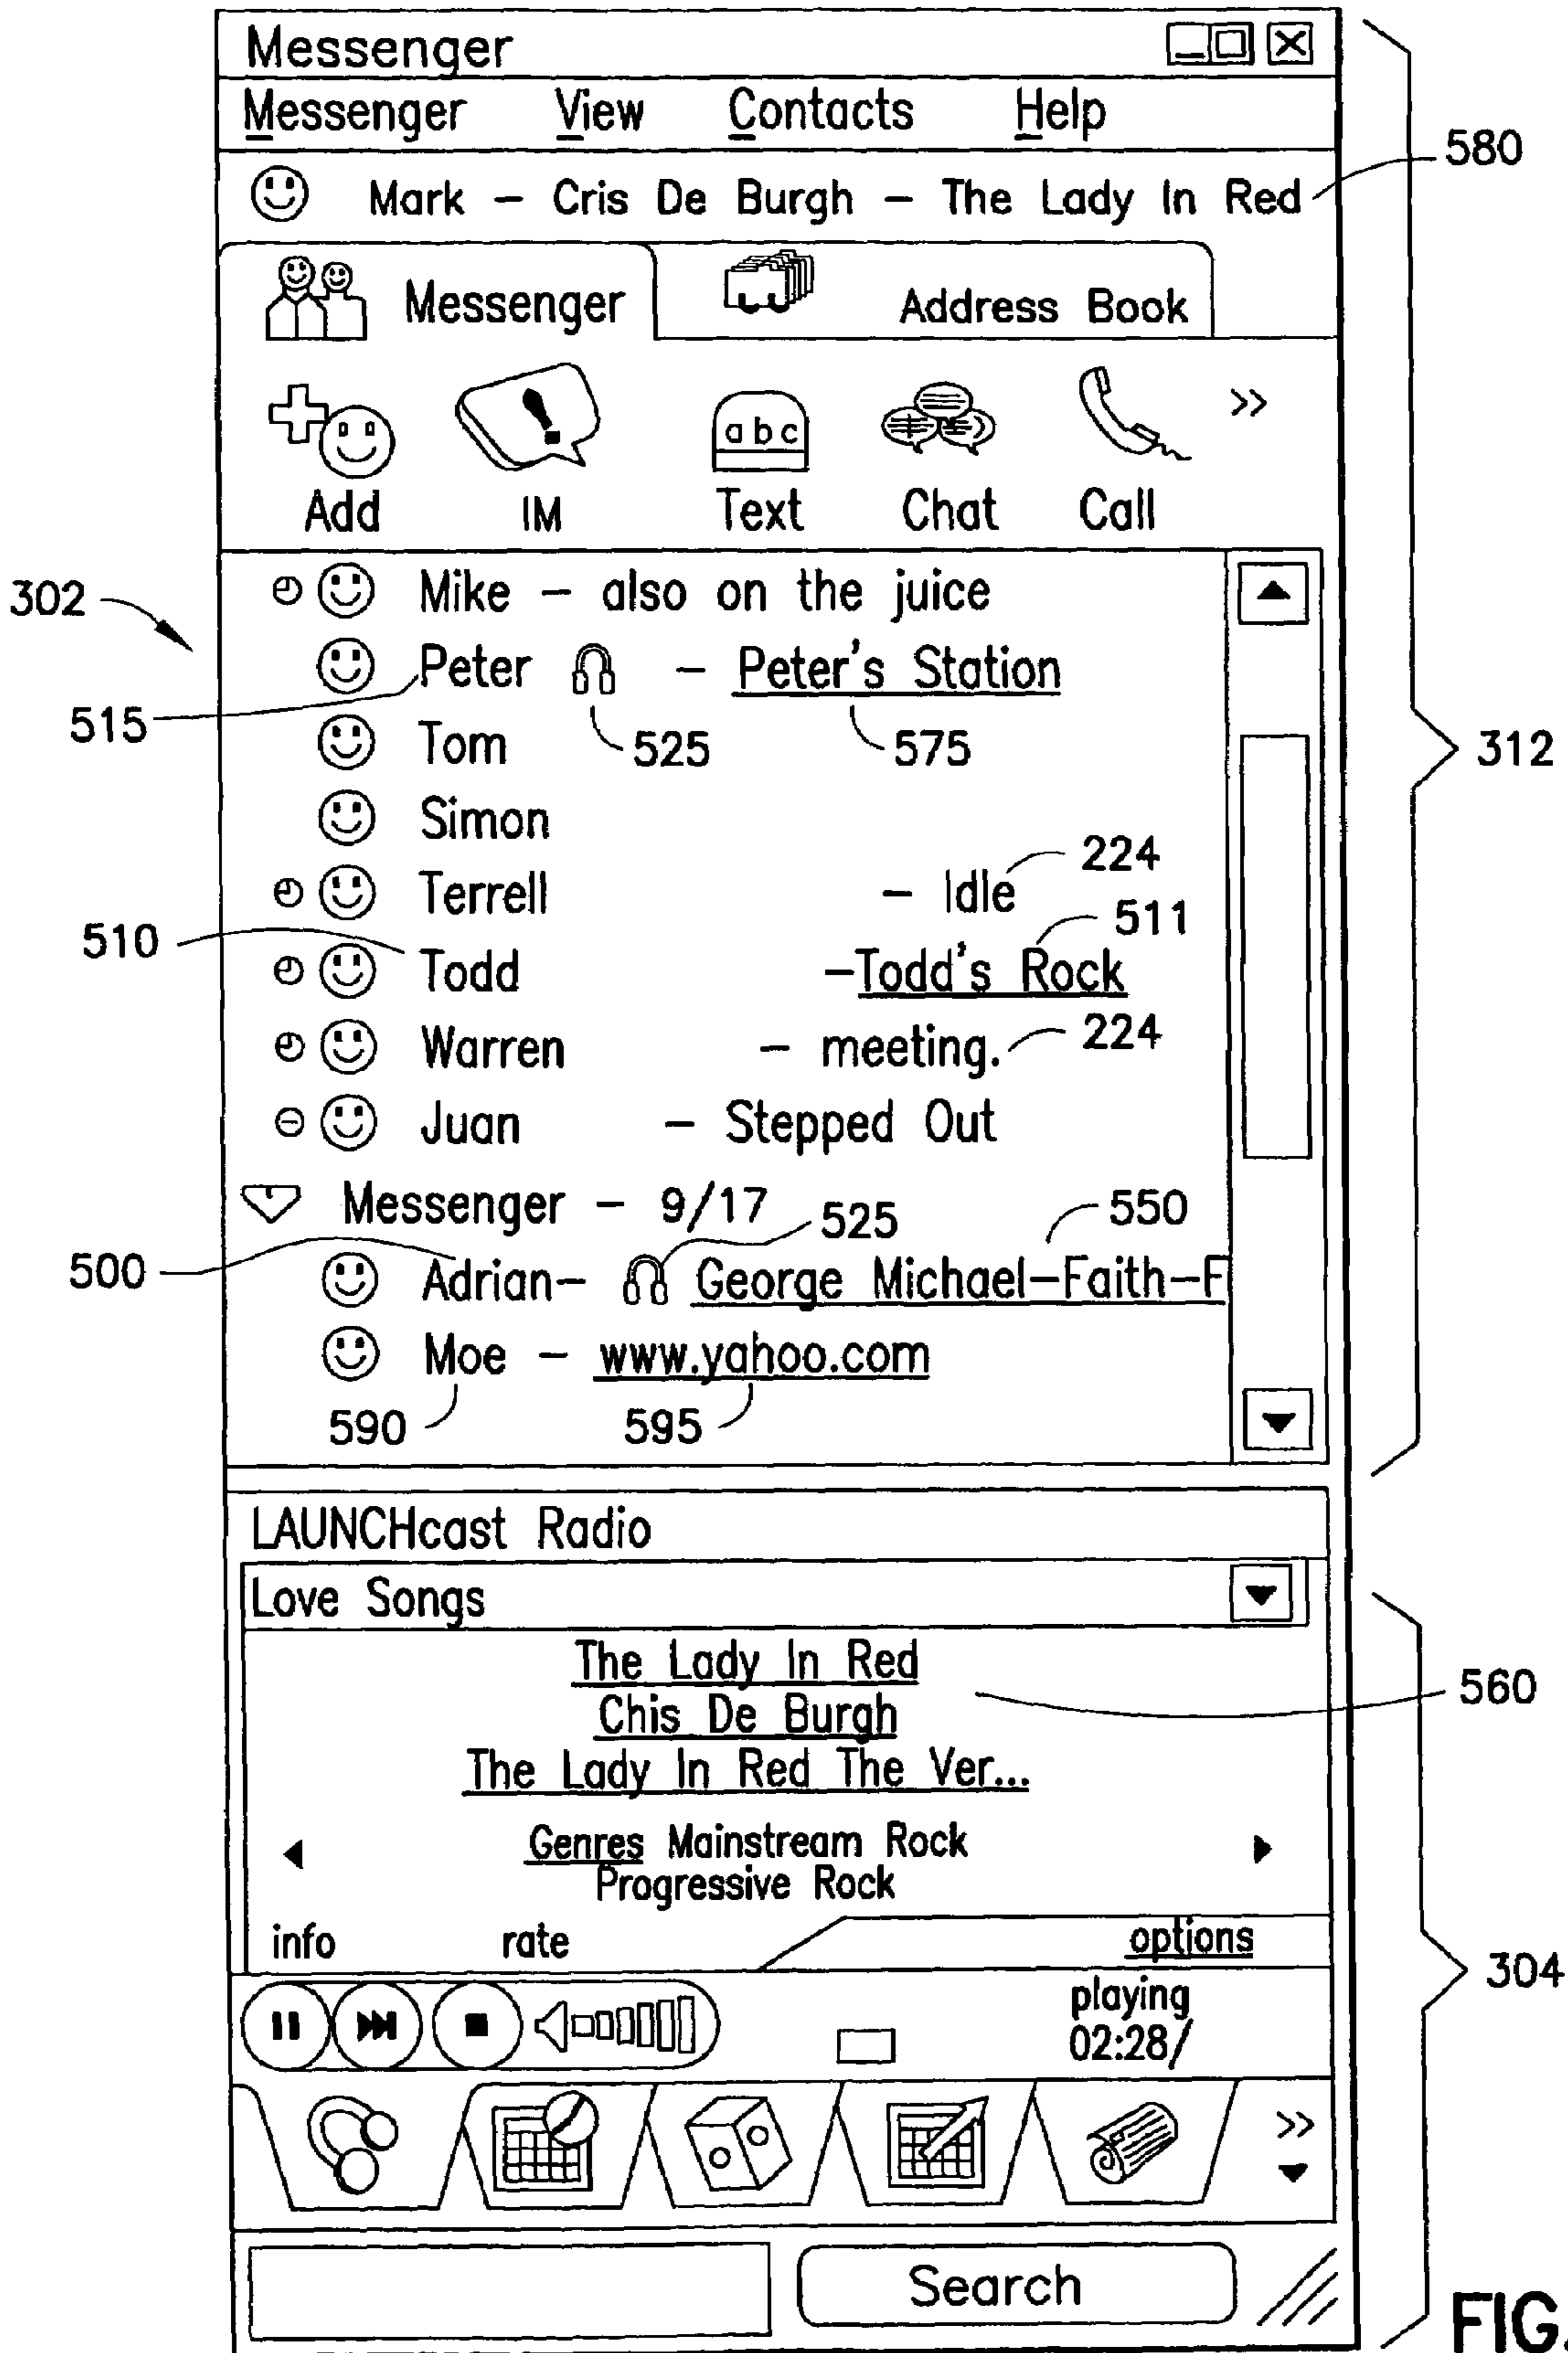 Messenger
Messenger View Contacts Help
580
Mark – Cris De Burgh – The Lady In Red
Messenger Address Book
abc
Add IM Text Chat Call >>
302
Mike – also on the juice
Peter – Peter's Station
515
525 575
Tom
312
Simon
224
Terrell – Idle
511
510
Todd –Todd's Rock
Warren – meeting. 224
Juan – Stepped Out
Messenger – 9/17
525 550
500
Adrian– George Michael–Faith–F
Moe – www.yahoo.com
590 595
LAUNCHcast Radio
Love Songs
The Lady In Red
560
Chis De Burgh
The Lady In Red The Ver...
Genres Mainstream Rock
Progressive Rock
info rate options
304
playing
02:28/
>>
Search
FIG.